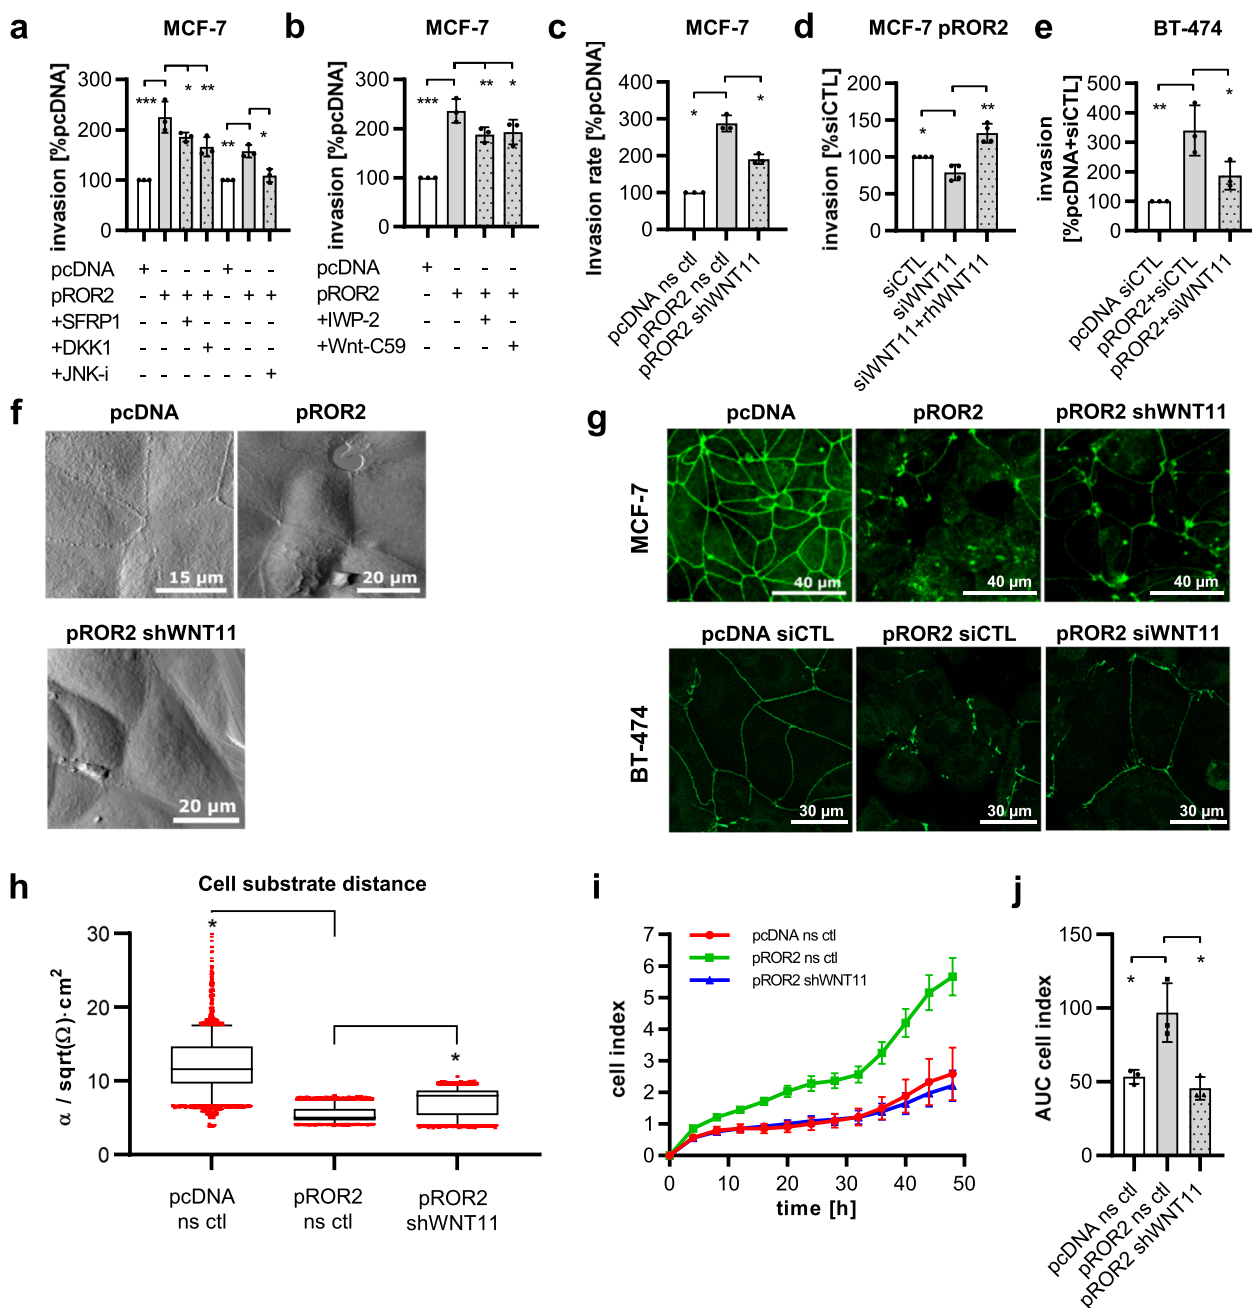 a MCF-7
invasion [%pcDNA]
300
200
100
0
*** * ** ** *
pcDNA + - - - + - -
pROR2 - + + + - + +
+SFRP1 - - + - - - -
+DKK1 - - - + - - -
+JNK-i - - - - - - +
b MCF-7
invasion [%pcDNA]
300
200
100
0
*** ** *
pcDNA + - - -
pROR2 - + + +
+IWP-2 - - + -
+Wnt-C59 - - - +
c MCF-7
Invasion rate [%pcDNA]
400
300
200
100
0
* *
pcDNA ns ctl
pROR2 ns ctl
pROR2 shWNT11
d MCF-7 pROR2
invasion [%siCTL]
200
150
100
50
0
* **
siCTL
siWNT11
siWNT11+rhWNT11
e BT-474
invasion
[%pcDNA+siCTL]
500
400
300
200
100
0
** *
pcDNA siCTL
pROR2+siCTL
pROR2+siWNT11
f pcDNA pROR2
15 µm 20 µm
pROR2 shWNT11
20 µm
g pcDNA pROR2 pROR2 shWNT11
MCF-7
40 µm 40 µm 40 µm
pcDNA siCTL pROR2 siCTL pROR2 siWNT11
BT-474
30 µm 30 µm 30 µm
h Cell substrate distance
α / sqrt(Ω)·cm²
30
20
10
0
* *
pcDNA
ns ctl
pROR2
ns ctl
pROR2
shWNT11
i
cell index
7
6
5
4
3
2
1
0
pcDNA ns ctl
pROR2 ns ctl
pROR2 shWNT11
0 10 20 30 40 50
time [h]
j
AUC cell index
150
100
50
0
* *
pcDNA ns ctl
pROR2 ns ctl
pROR2 shWNT11